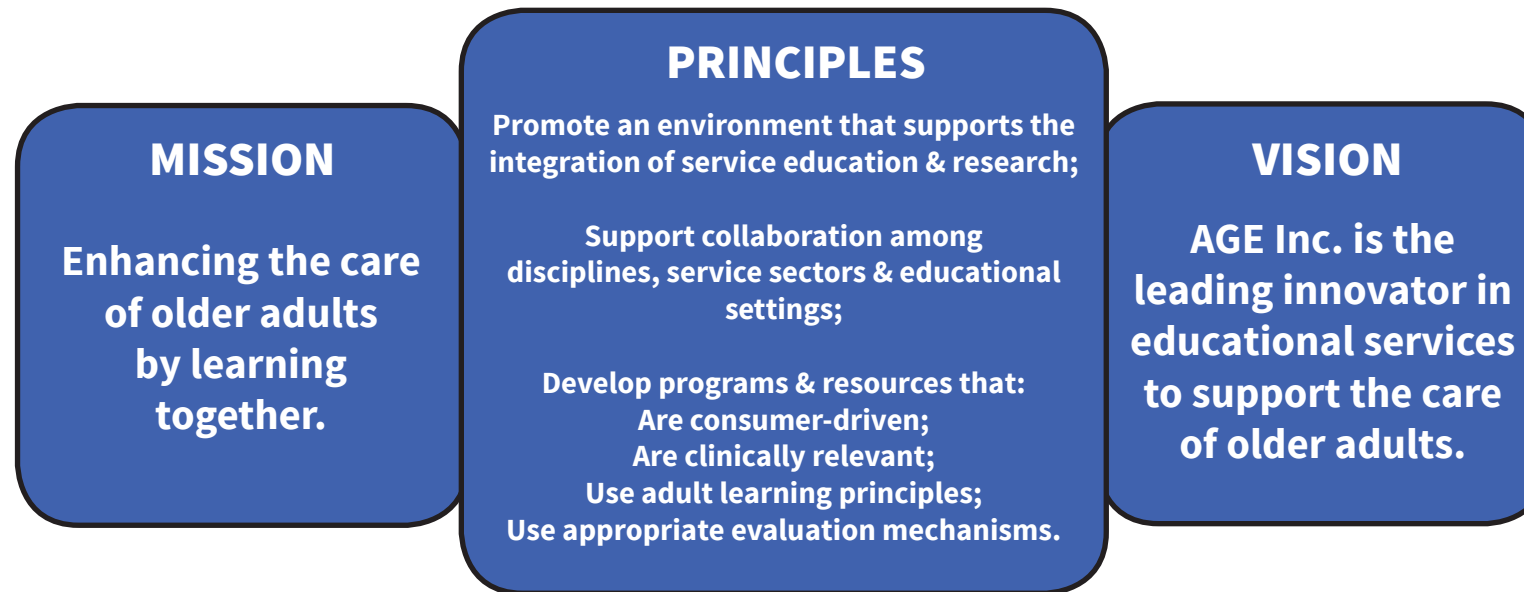 MISSION
Enhancing the care
of older adults
by learning
together.
PRINCIPLES
Promote an environment that supports the
integration of service education & research;
Support collaboration among
disciplines, service sectors & educational
settings;
Develop programs & resources that:
Are consumer-driven;
Are clinically relevant;
Use adult learning principles;
Use appropriate evaluation mechanisms.
VISION
AGE Inc. is the
leading innovator in
educational services
to support the care
of older adults.